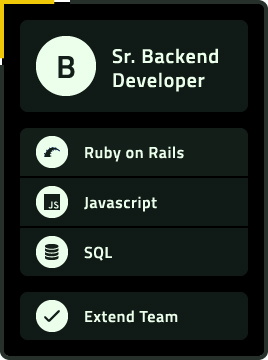 B
Sr. Backend
Developer
Ruby on Rails
JS
Javascript
SQL
Extend Team